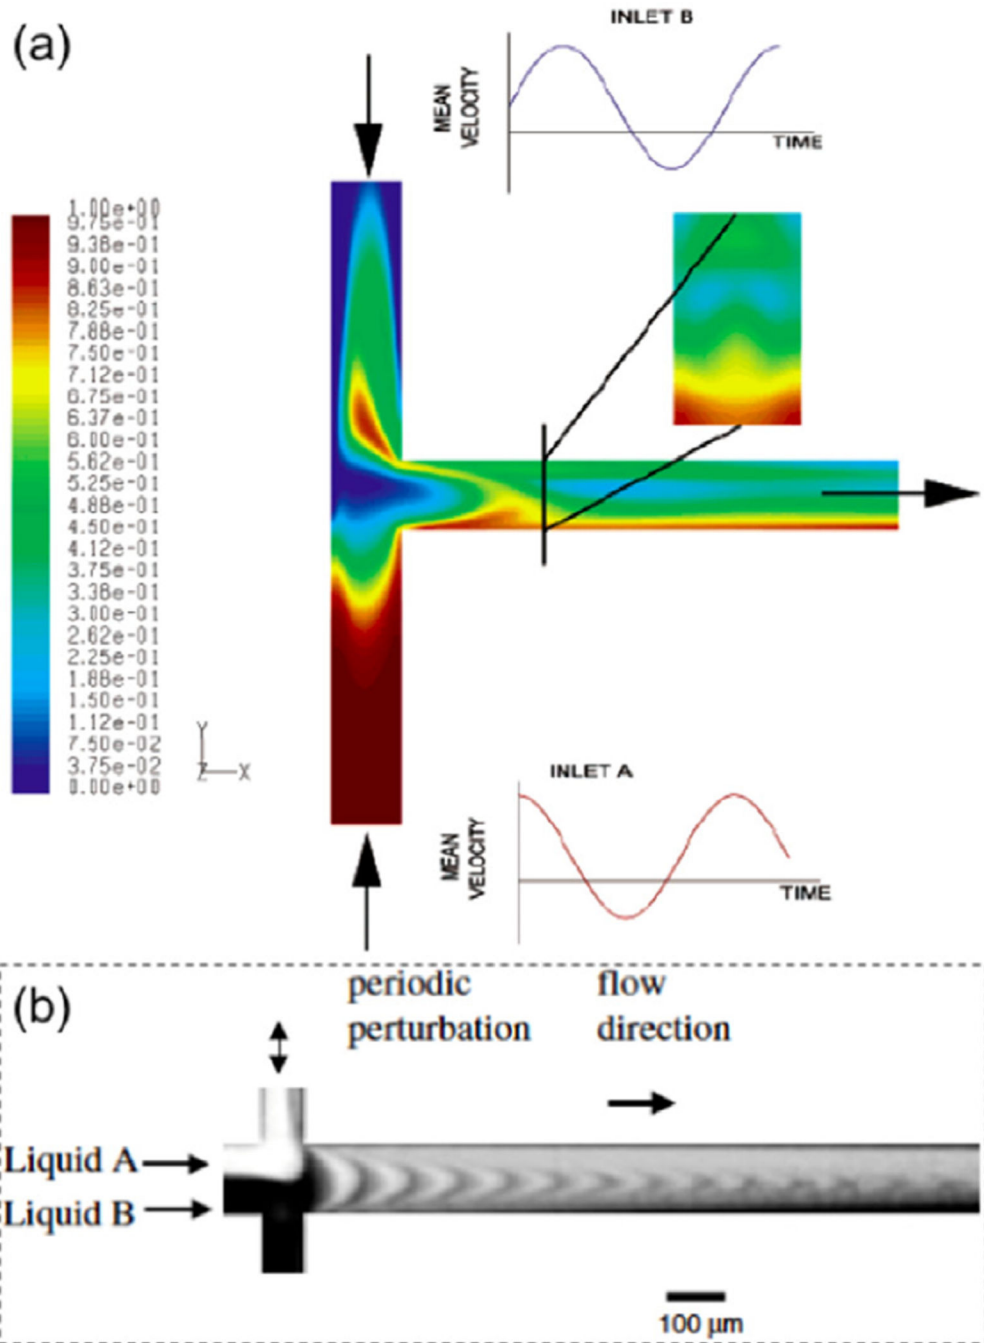 (a)
INLET B
MEAN
VELOCITY
TIME
1.00e+00
9.75e-01
9.38e-01
9.00e-01
8.63e-01
8.25e-01
7.88e-01
7.50e-01
7.12e-01
6.75e-01
6.37e-01
6.00e-01
5.62e-01
5.25e-01
4.88e-01
4.50e-01
4.12e-01
3.75e-01
3.38e-01
3.00e-01
2.62e-01
2.25e-01
1.88e-01
1.50e-01
1.12e-01
7.50e-02
3.75e-02
0.00e+00
Y
Z
X
INLET A
MEAN
VELOCITY
TIME
(b)
periodic
perturbation
flow
direction
Liquid A
Liquid B
100 µm